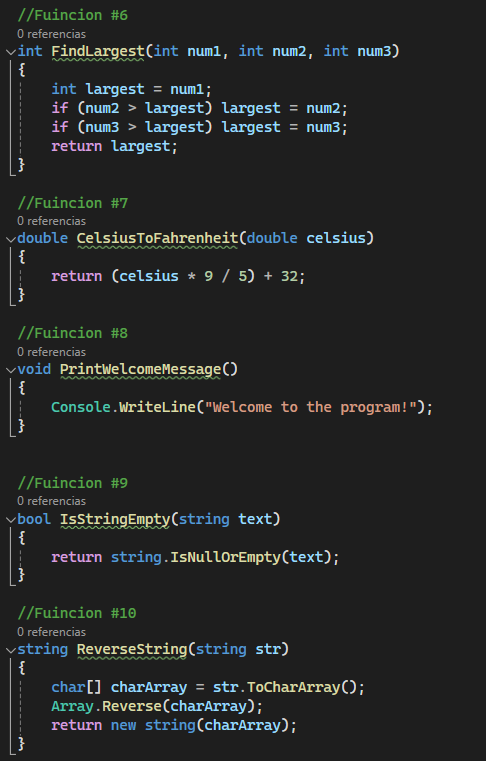 //Fuincion #6
0 referencias
int FindLargest(int num1, int num2, int num3)
{
int largest = num1;
if (num2 > largest) largest = num2;
if (num3 > largest) largest = num3;
return largest;
}
//Fuincion #7
0 referencias
double CelsiusToFahrenheit(double celsius)
{
return (celsius * 9 / 5) + 32;
}
//Fuincion #8
0 referencias
void PrintWelcomeMessage()
{
Console.WriteLine("Welcome to the program!");
}
//Fuincion #9
0 referencias
bool IsStringEmpty(string text)
{
return string.IsNullOrEmpty(text);
}
//Fuincion #10
0 referencias
string ReverseString(string str)
{
char[] charArray = str.ToCharArray();
Array.Reverse(charArray);
return new string(charArray);
}